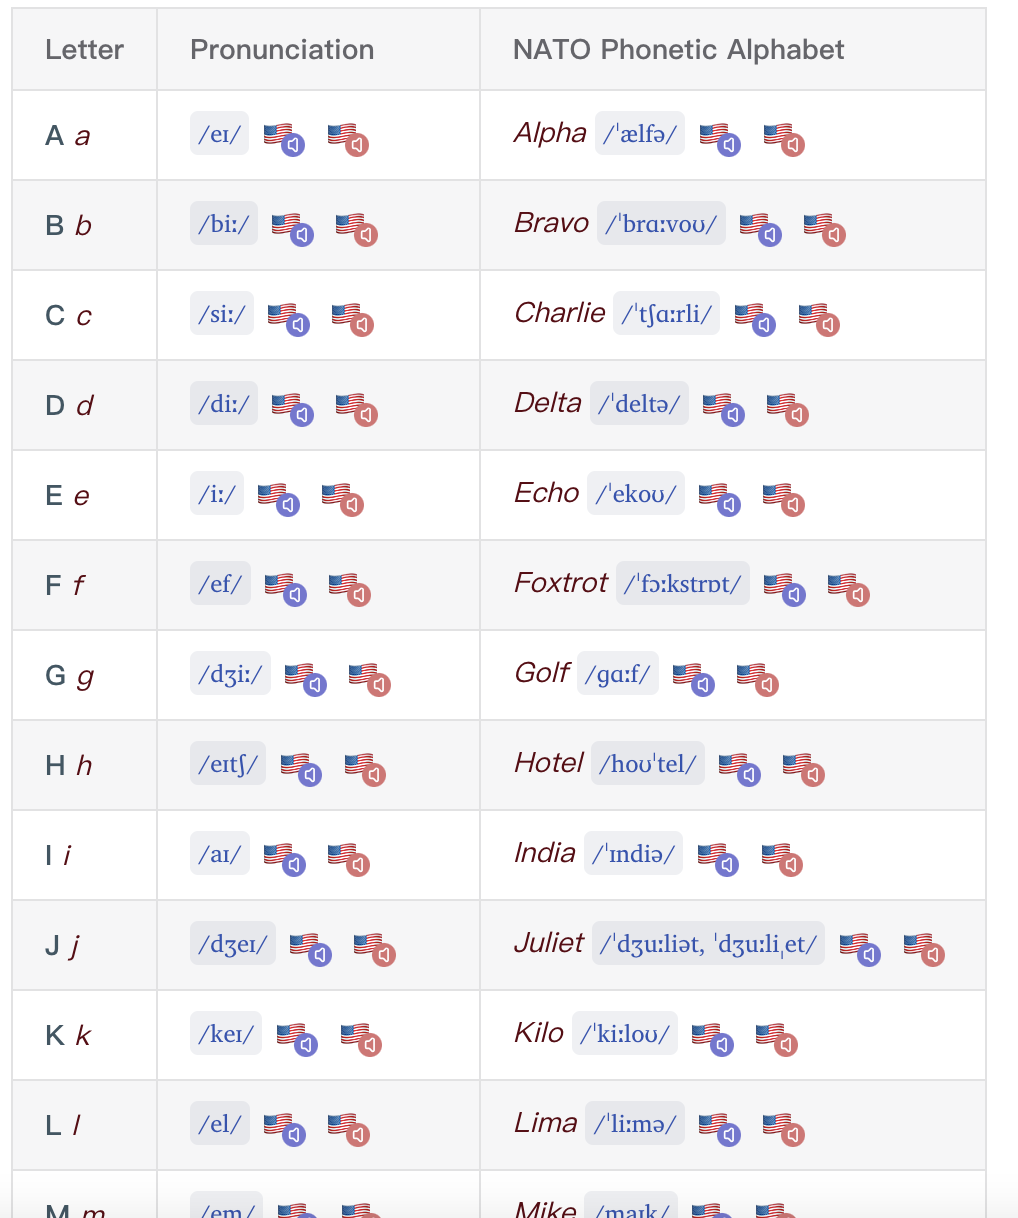 Letter Pronunciation NATO Phonetic Alphabet
A a /eɪ/ Alpha /ˈælfə/
B b /biː/ Bravo /ˈbrɑːvoʊ/
C c /siː/ Charlie /ˈtʃɑːrli/
D d /diː/ Delta /ˈdeltə/
E e /iː/ Echo /ˈekoʊ/
F f /ef/ Foxtrot /ˈfɔːkstrɒt/
G g /dʒiː/ Golf /ɡɑːf/
H h /eɪtʃ/ Hotel /hoʊˈtel/
I i /aɪ/ India /ˈɪndiə/
J j /dʒeɪ/ Juliet /ˈdʒuːliət, ˈdʒuːliˌet/
K k /keɪ/ Kilo /ˈkiːloʊ/
L l /el/ Lima /ˈliːmə/
M m /em/ Mike /maɪk/